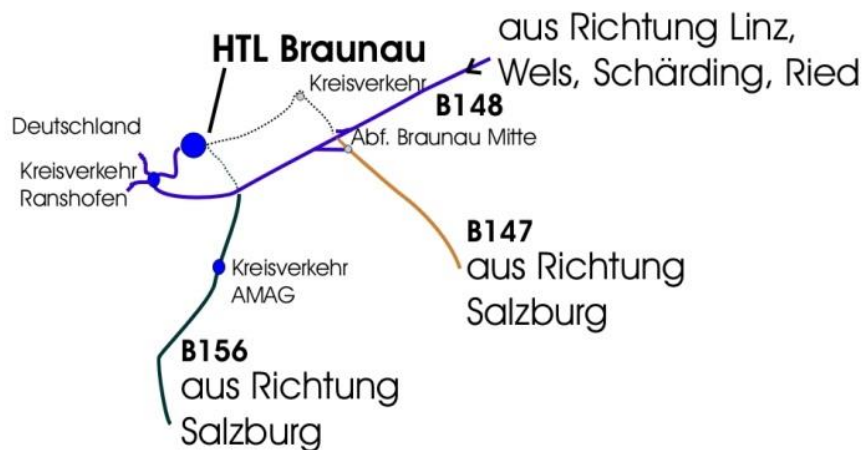 aus Richtung Linz,
Wels, Schärding, Ried
HTL Braunau
Kreisverkehr
B148
Deutschland
Abf. Braunau Mitte
Kreisverkehr
Ranshofen
B147
aus Richtung
Salzburg
Kreisverkehr
AMAG
B156
aus Richtung
Salzburg